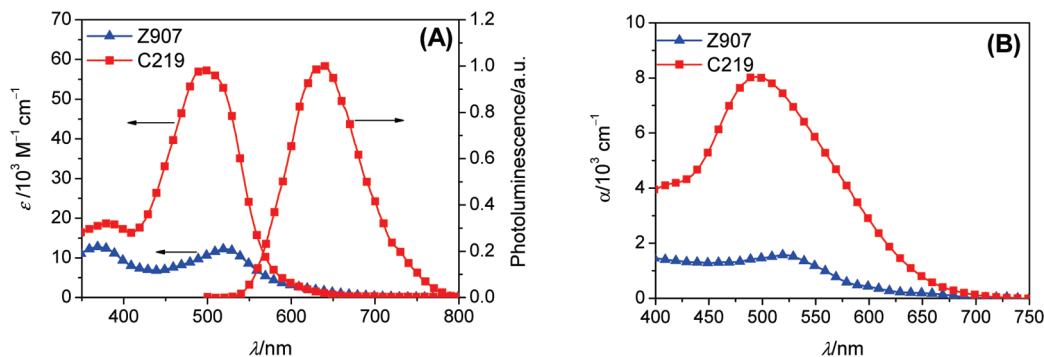 (A)
Z907
C219
ε /10³ M⁻¹ cm⁻¹
70
60
50
40
30
20
10
0
Photoluminescence/a.u.
1.2
1.0
0.8
0.6
0.4
0.2
0.0
400 500 600 700 800
λ/nm
(B)
Z907
C219
α/10³ cm⁻¹
10
8
6
4
2
0
400 450 500 550 600 650 700 750
λ/nm